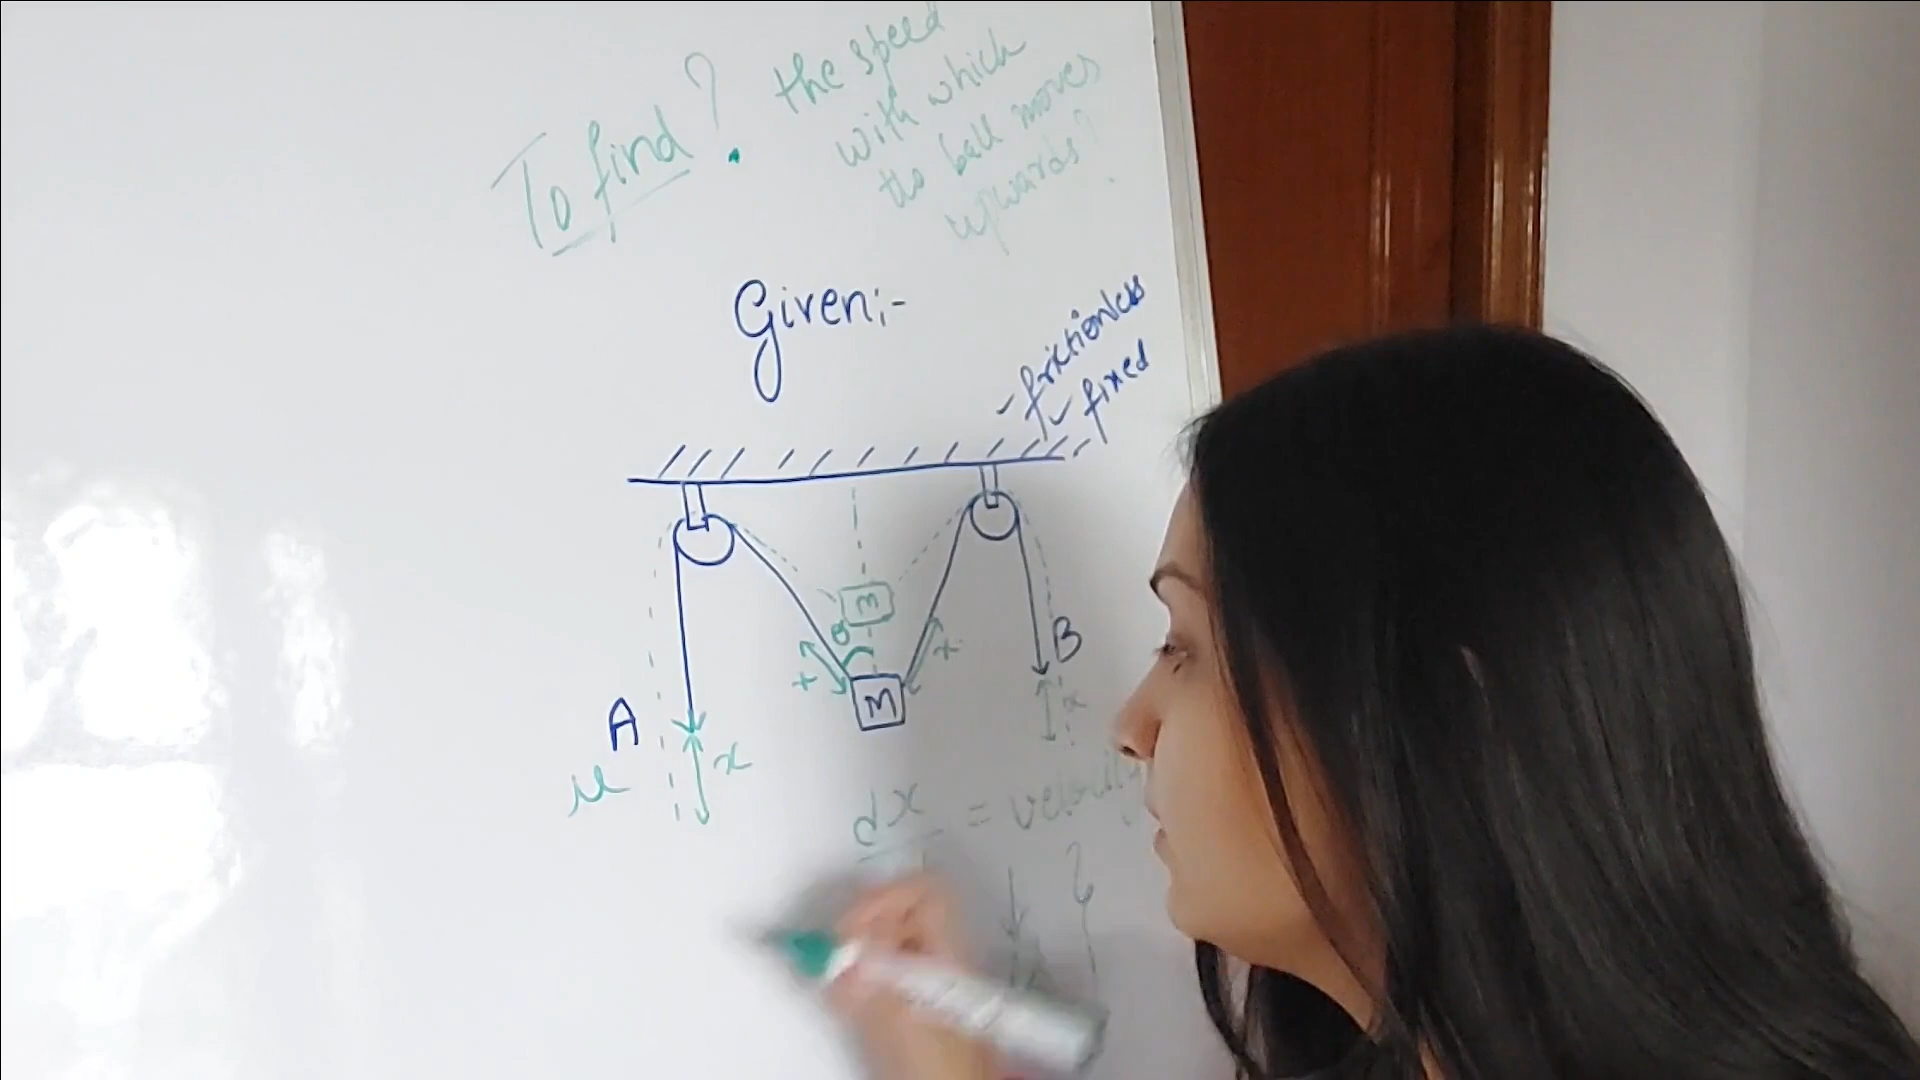 To find?
the speed
with which
the ball moves
upwards?
Given:-
- frictionless
- fixed
M
θ
x
x
M
B
A
x
x
u
dx = velocity